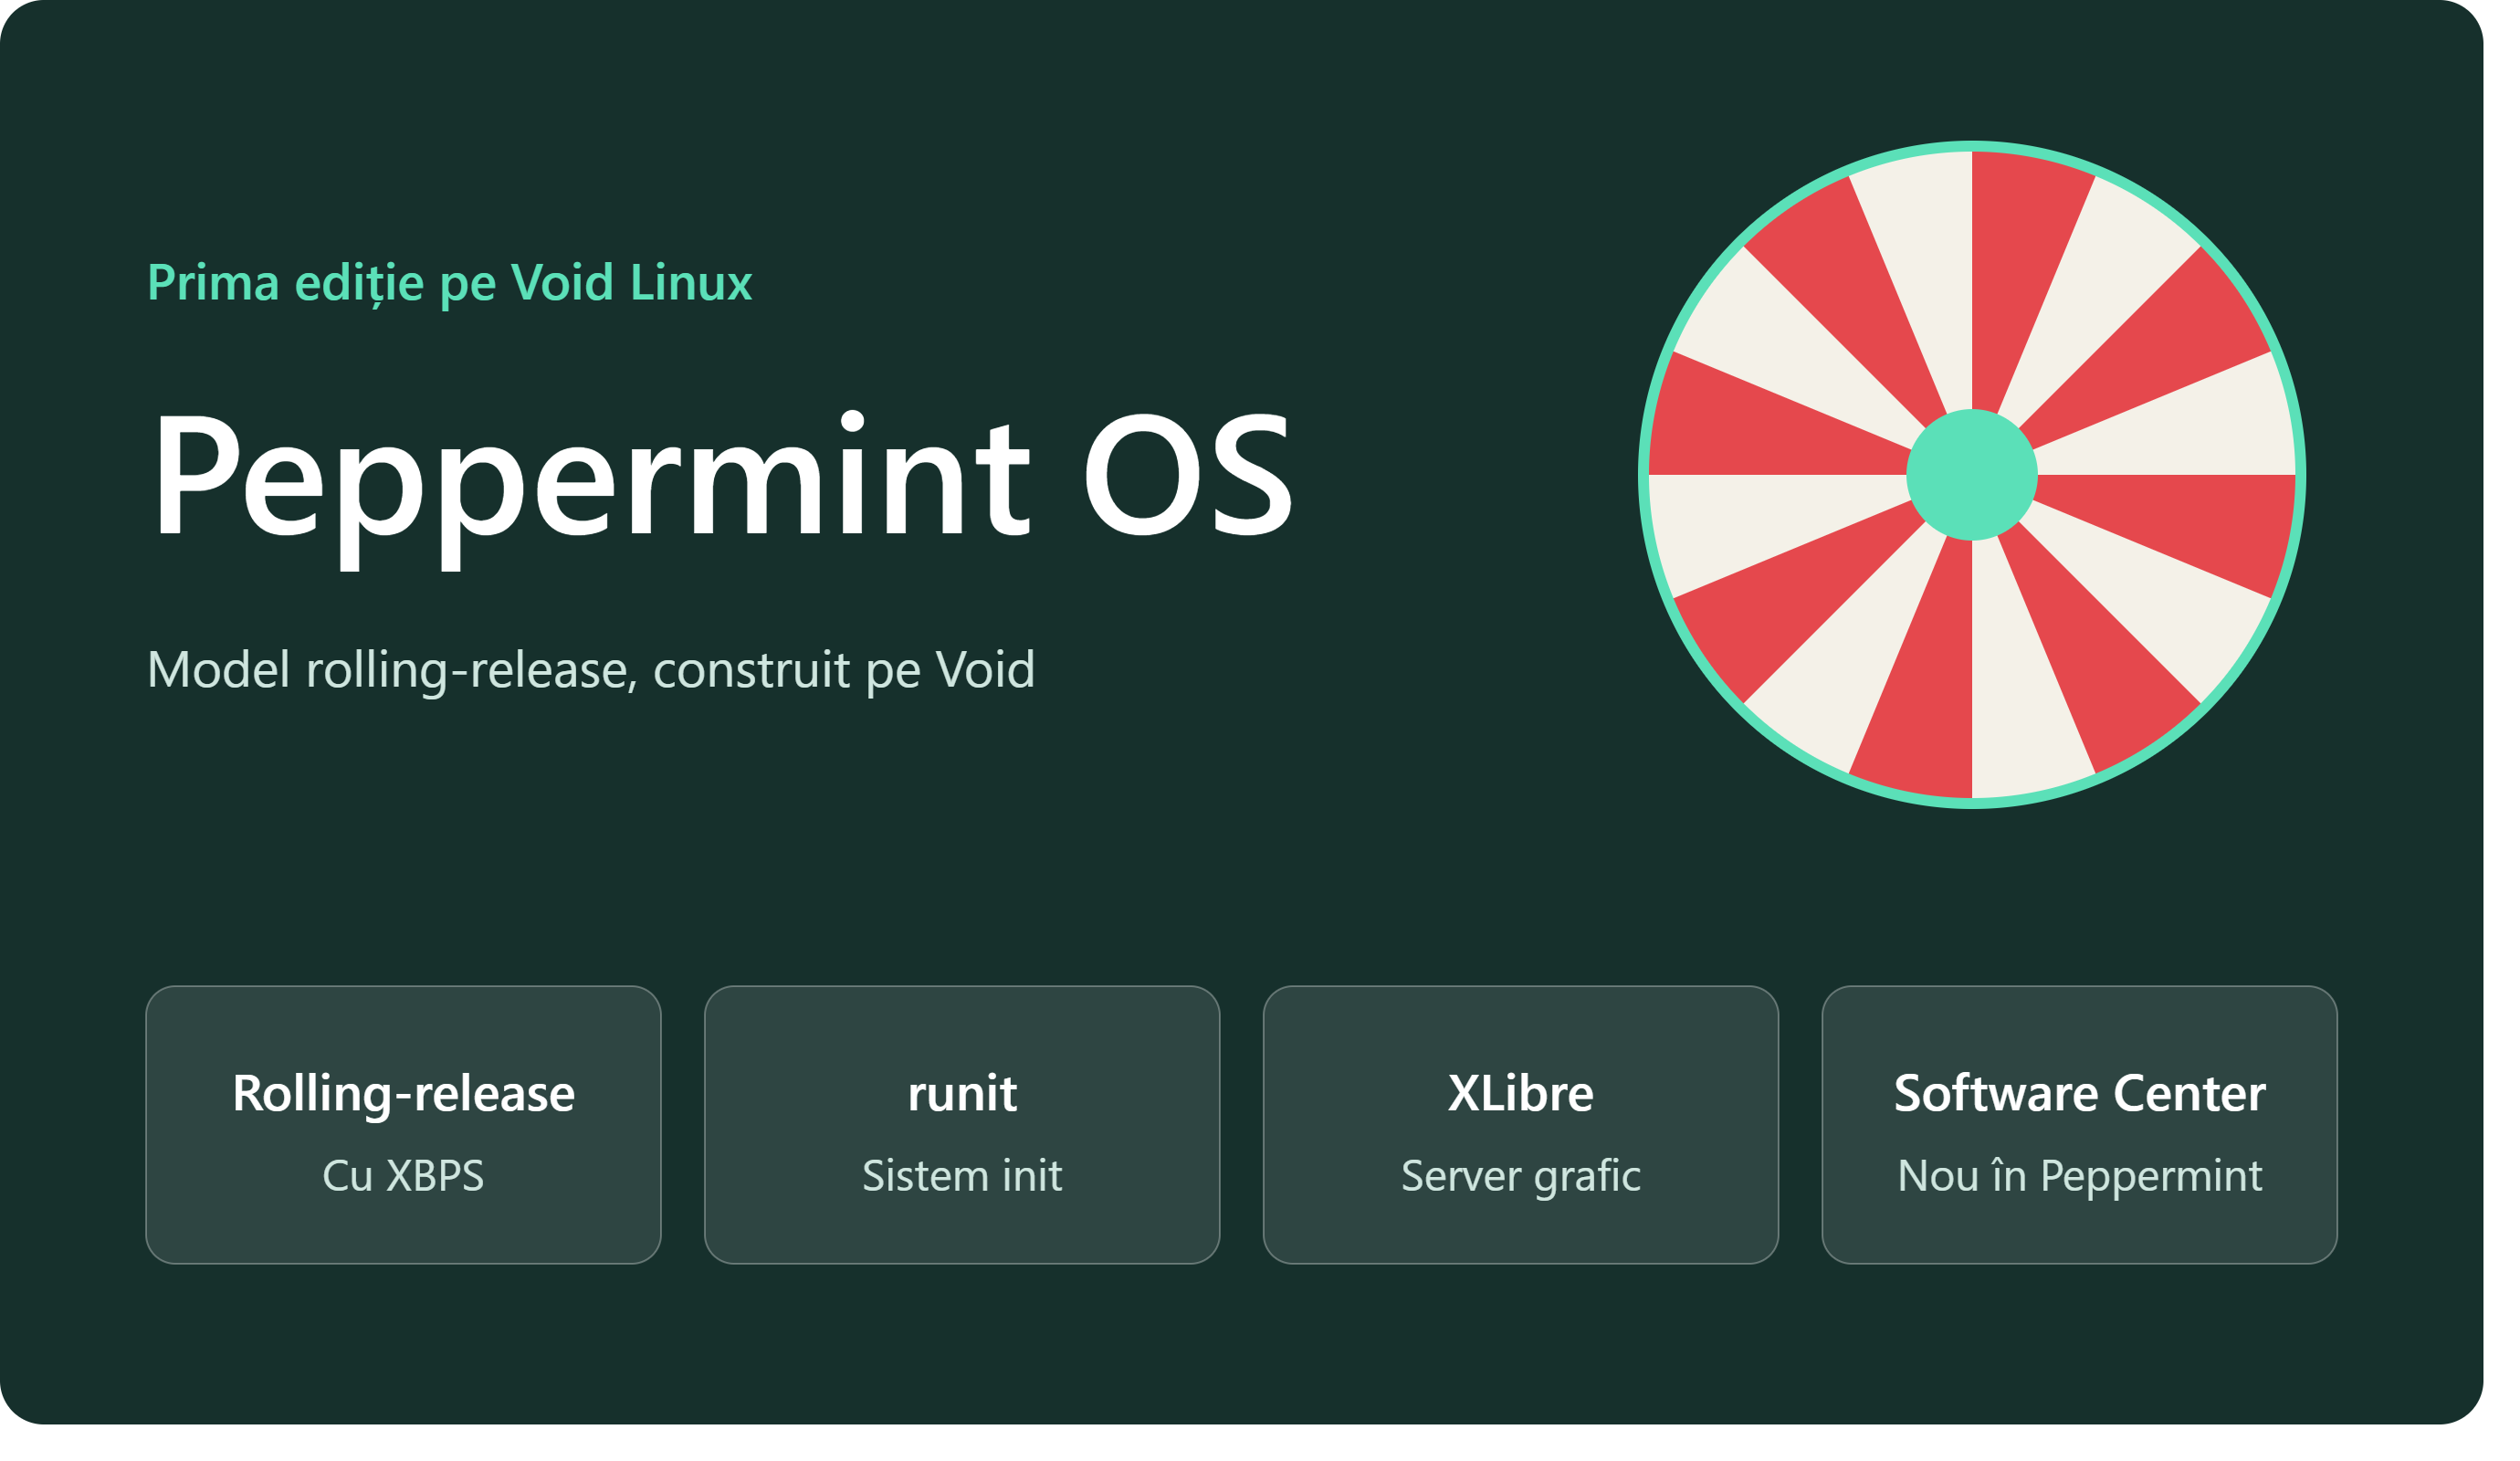 Prima ediție pe Void Linux
Peppermint OS
Model rolling-release, construit pe Void
Rolling-release
Cu XBPS
runit
Sistem init
XLibre
Server grafic
Software Center
Nou în Peppermint